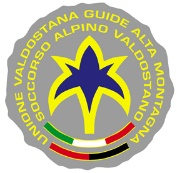 UNIONE VALDOSTANA GUIDE ALTA MONTAGNA
SOCCORSO ALPINO VALDOSTANO